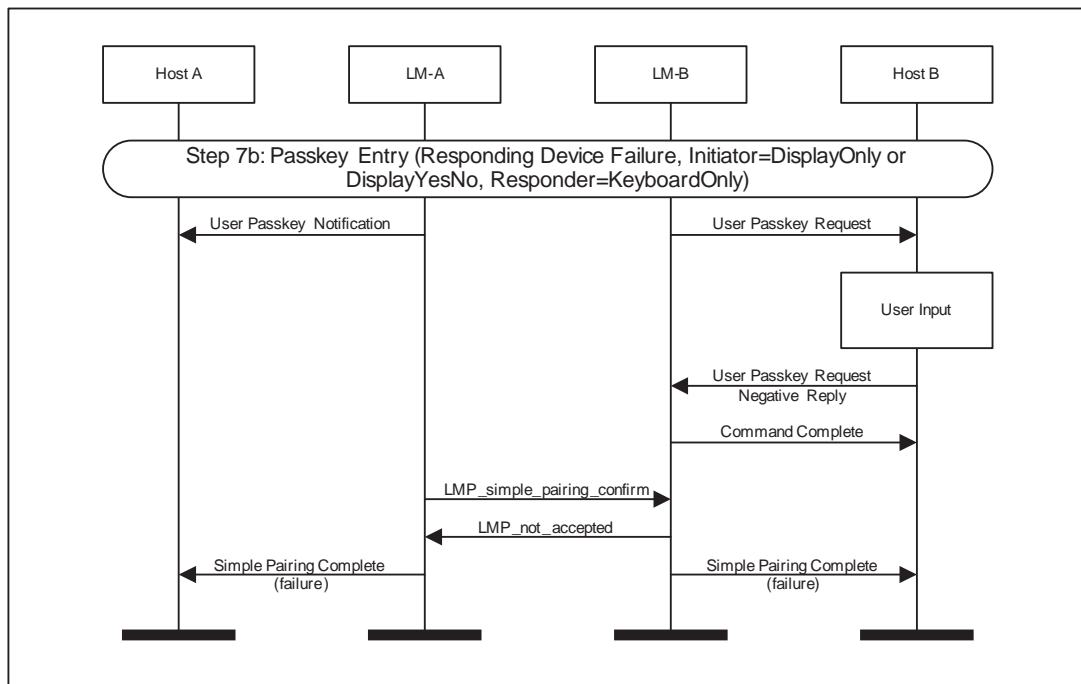 Host A
LM-A
LM-B
Host B
Step 7b: Passkey Entry (Responding Device Failure, Initiator=DisplayOnly or
DisplayYesNo, Responder=KeyboardOnly)
User Passkey Notification
User Passkey Request
User Input
User Passkey Request
Negative Reply
Command Complete
LMP_simple_pairing_confirm
LMP_not_accepted
Simple Pairing Complete
(failure)
Simple Pairing Complete
(failure)